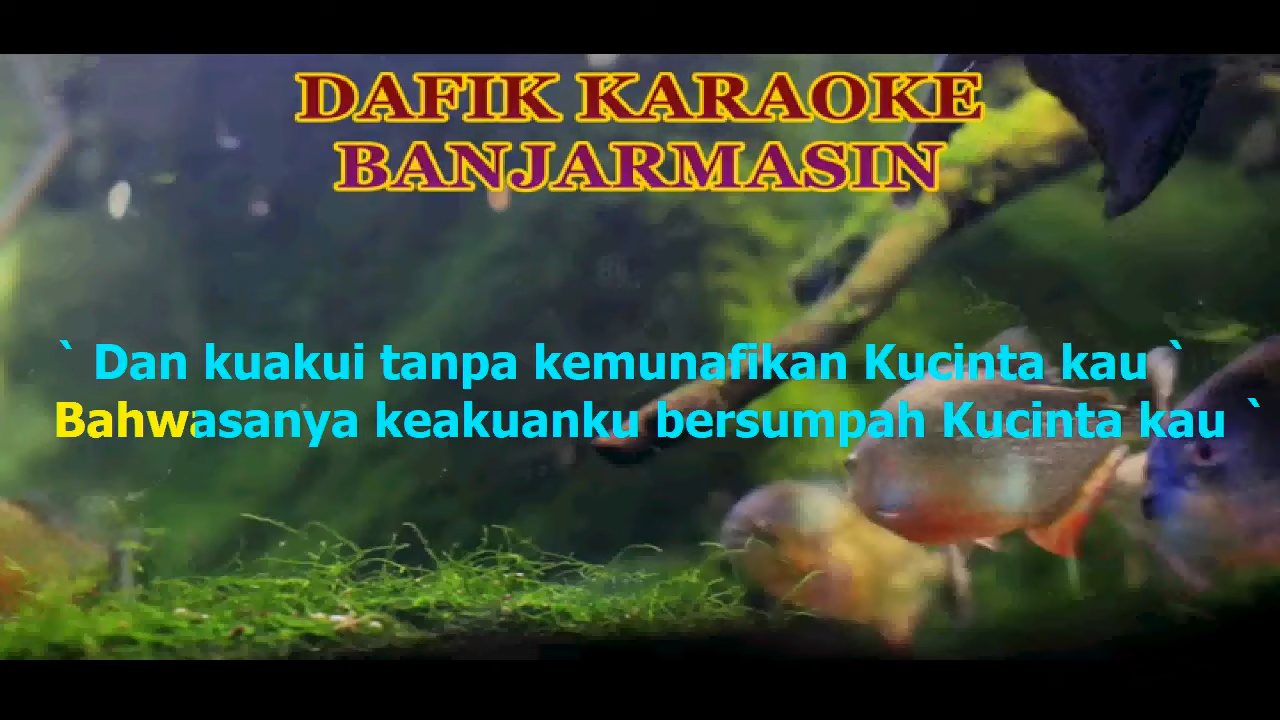 DAFIK KARAOKE
BANJARMASIN
` Dan kuakui tanpa kemunafikan Kucinta kau `
Bahwasanya keakuanku bersumpah Kucinta kau `